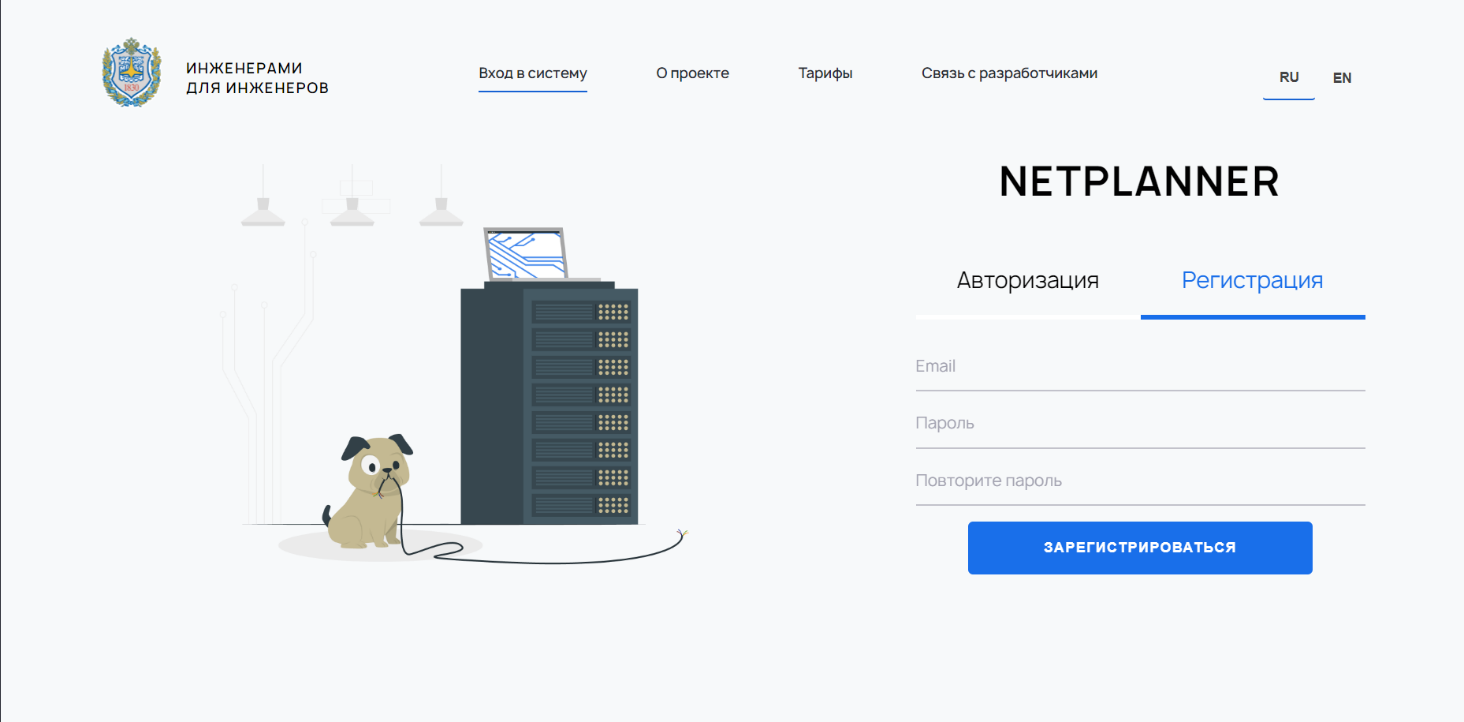 1830
ИНЖЕНЕРАМИ
ДЛЯ ИНЖЕНЕРОВ
Вход в систему
О проекте
Тарифы
Связь с разработчиками
RU
EN
NETPLANNER
Авторизация
Регистрация
Email
Пароль
Повторите пароль
ЗАРЕГИСТРИРОВАТЬСЯ